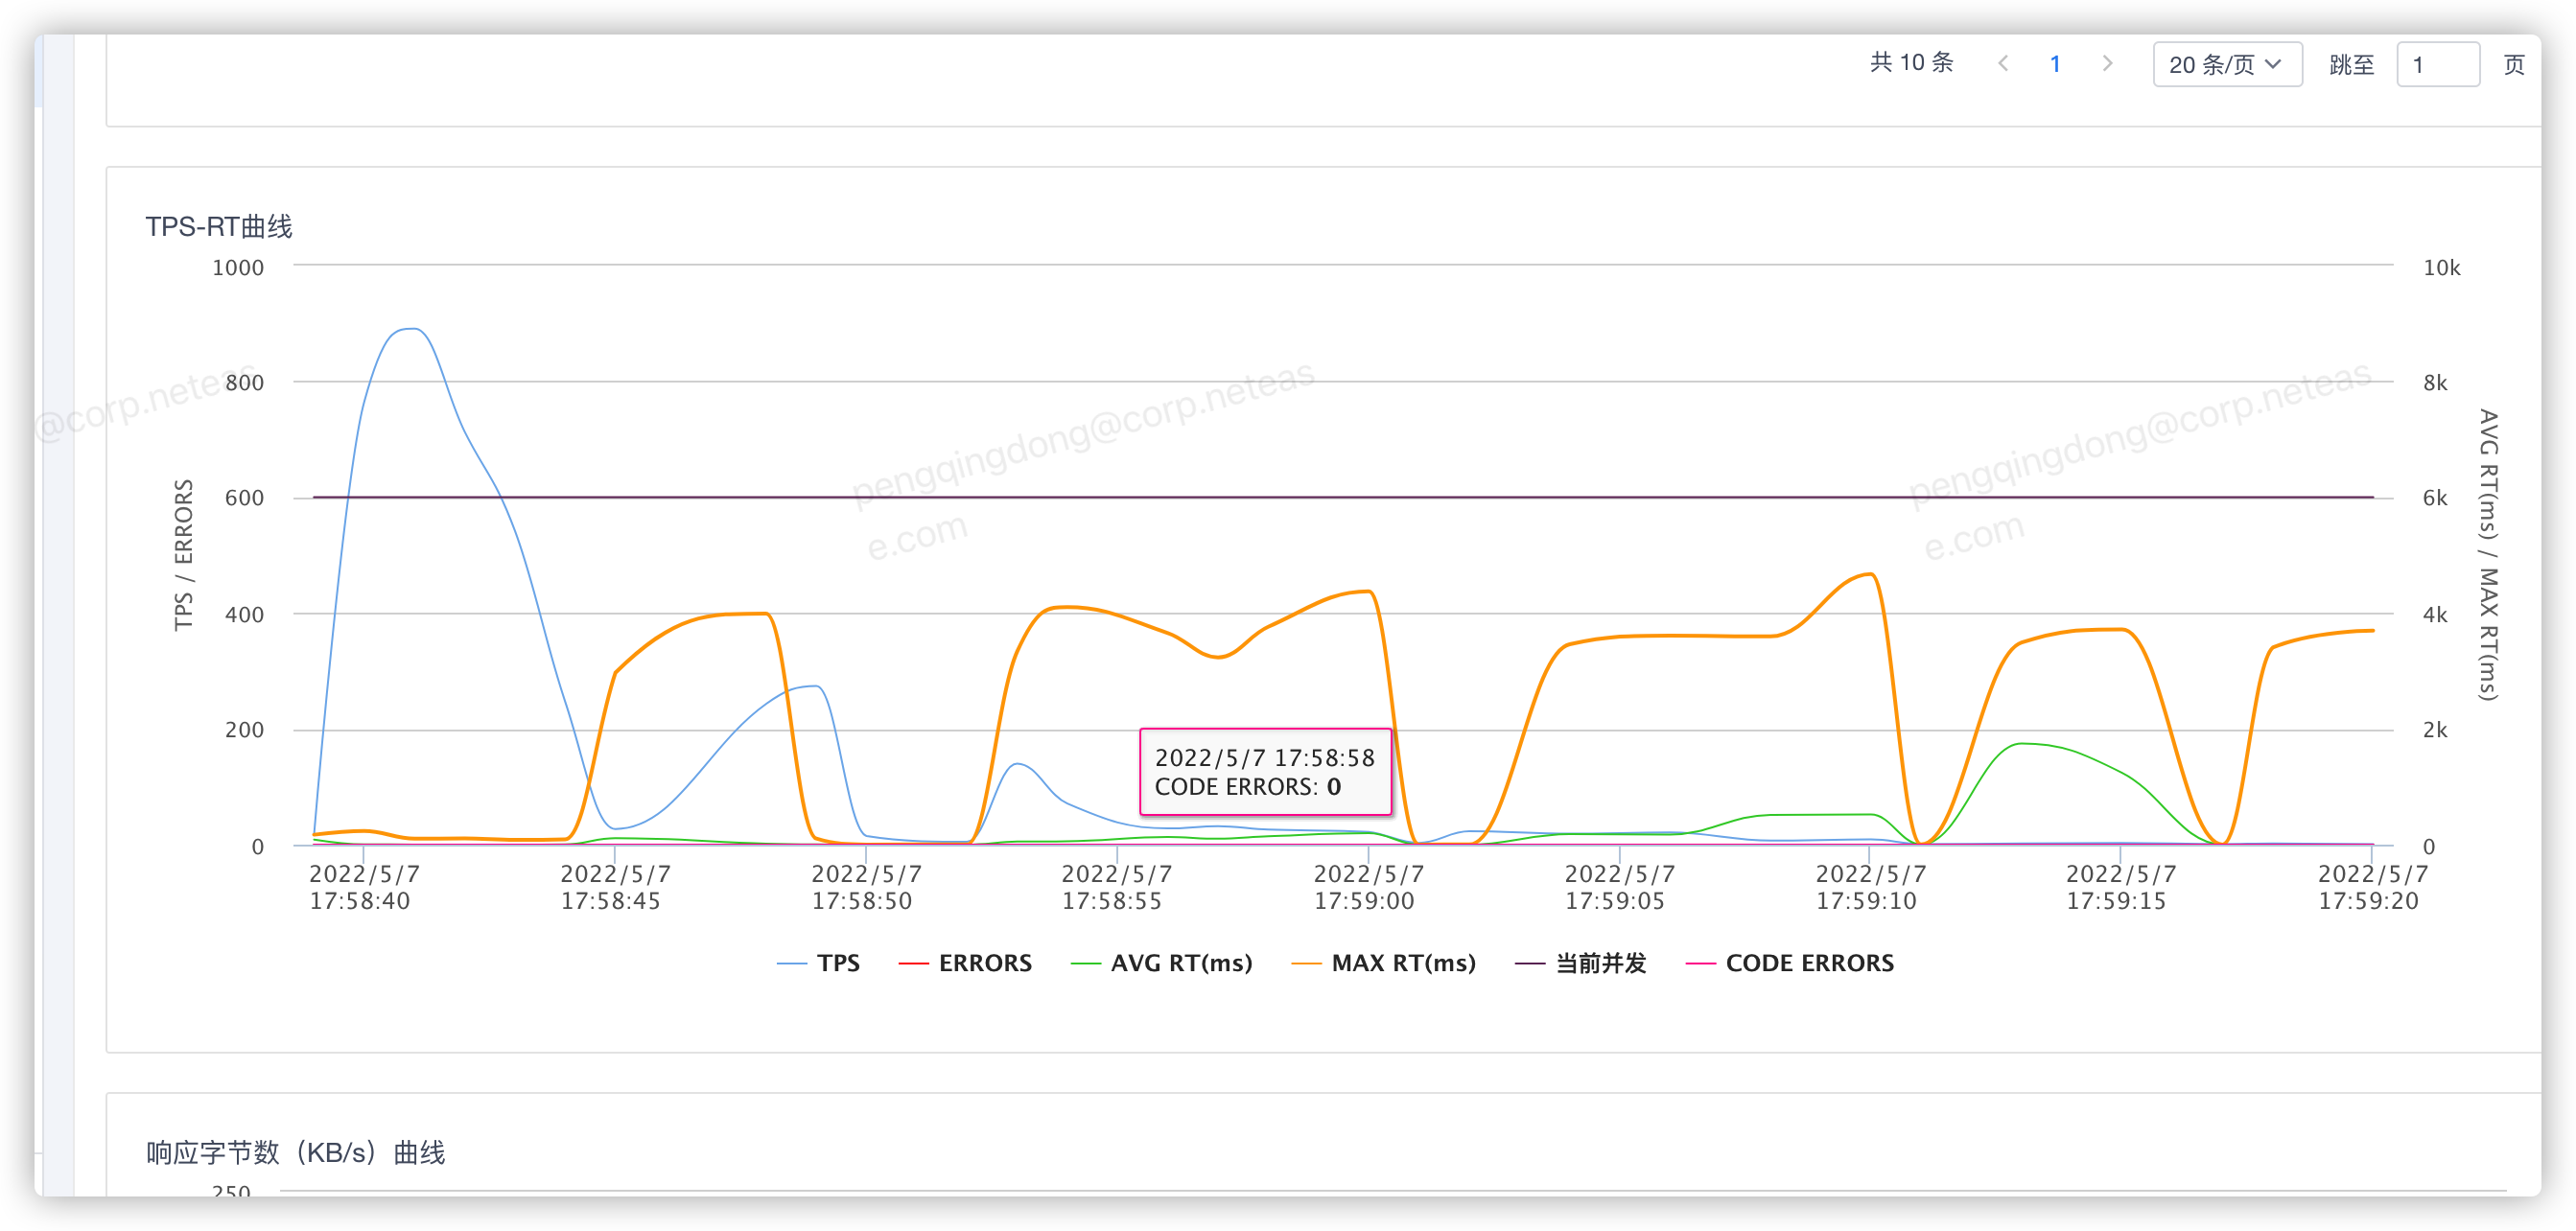 共 10 条
1
20 条/页
跳至
1
页
TPS-RT曲线
1000
10k
800
8k
600
6k
400
4k
200
2k
0
0
TPS / ERRORS
AVG RT(ms) / MAX RT(ms)
@corp.neteas
pengqingdong@corp.neteas
e.com
pengqingdong@corp.neteas
e.com
2022/5/7 17:58:58
CODE ERRORS: 0
2022/5/7
17:58:40
2022/5/7
17:58:45
2022/5/7
17:58:50
2022/5/7
17:58:55
2022/5/7
17:59:00
2022/5/7
17:59:05
2022/5/7
17:59:10
2022/5/7
17:59:15
2022/5/7
17:59:20
TPS
ERRORS
AVG RT(ms)
MAX RT(ms)
当前并发
CODE ERRORS
响应字节数（KB/s）曲线
250